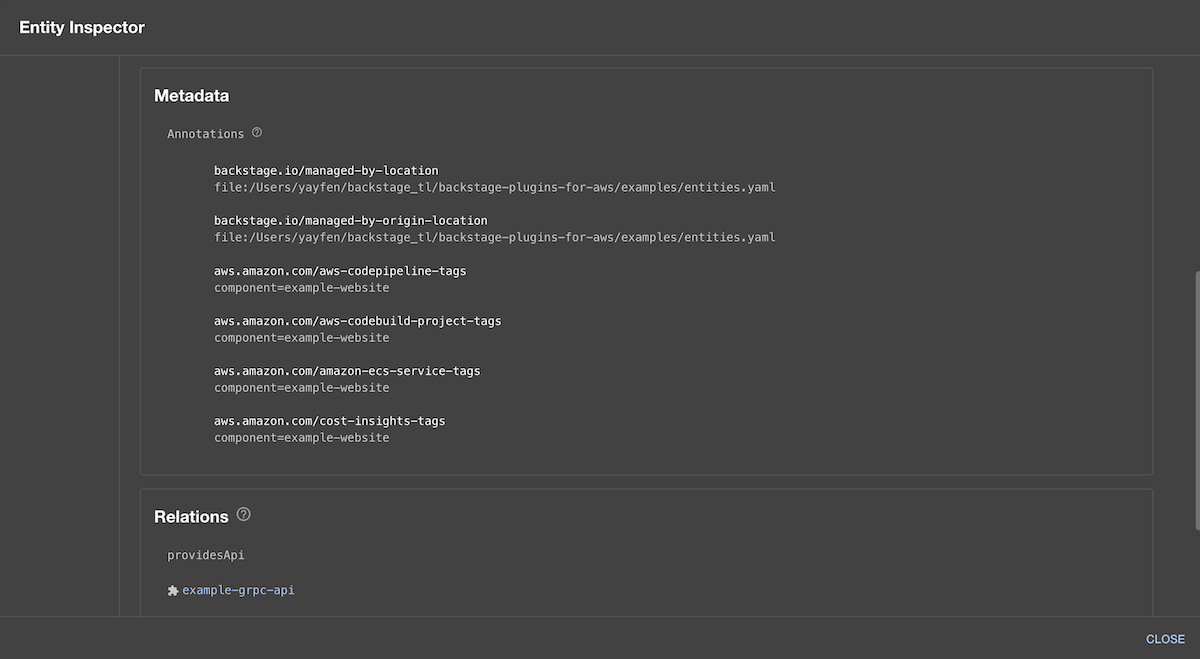 Entity Inspector
Metadata
Annotations
backstage.io/managed-by-location
file:/Users/yayfen/backstage_tl/backstage-plugins-for-aws/examples/entities.yaml
backstage.io/managed-by-origin-location
file:/Users/yayfen/backstage_tl/backstage-plugins-for-aws/examples/entities.yaml
aws.amazon.com/aws-codepipeline-tags
component=example-website
aws.amazon.com/aws-codebuild-project-tags
component=example-website
aws.amazon.com/amazon-ecs-service-tags
component=example-website
aws.amazon.com/cost-insights-tags
component=example-website
Relations
providesApi
example-grpc-api
CLOSE